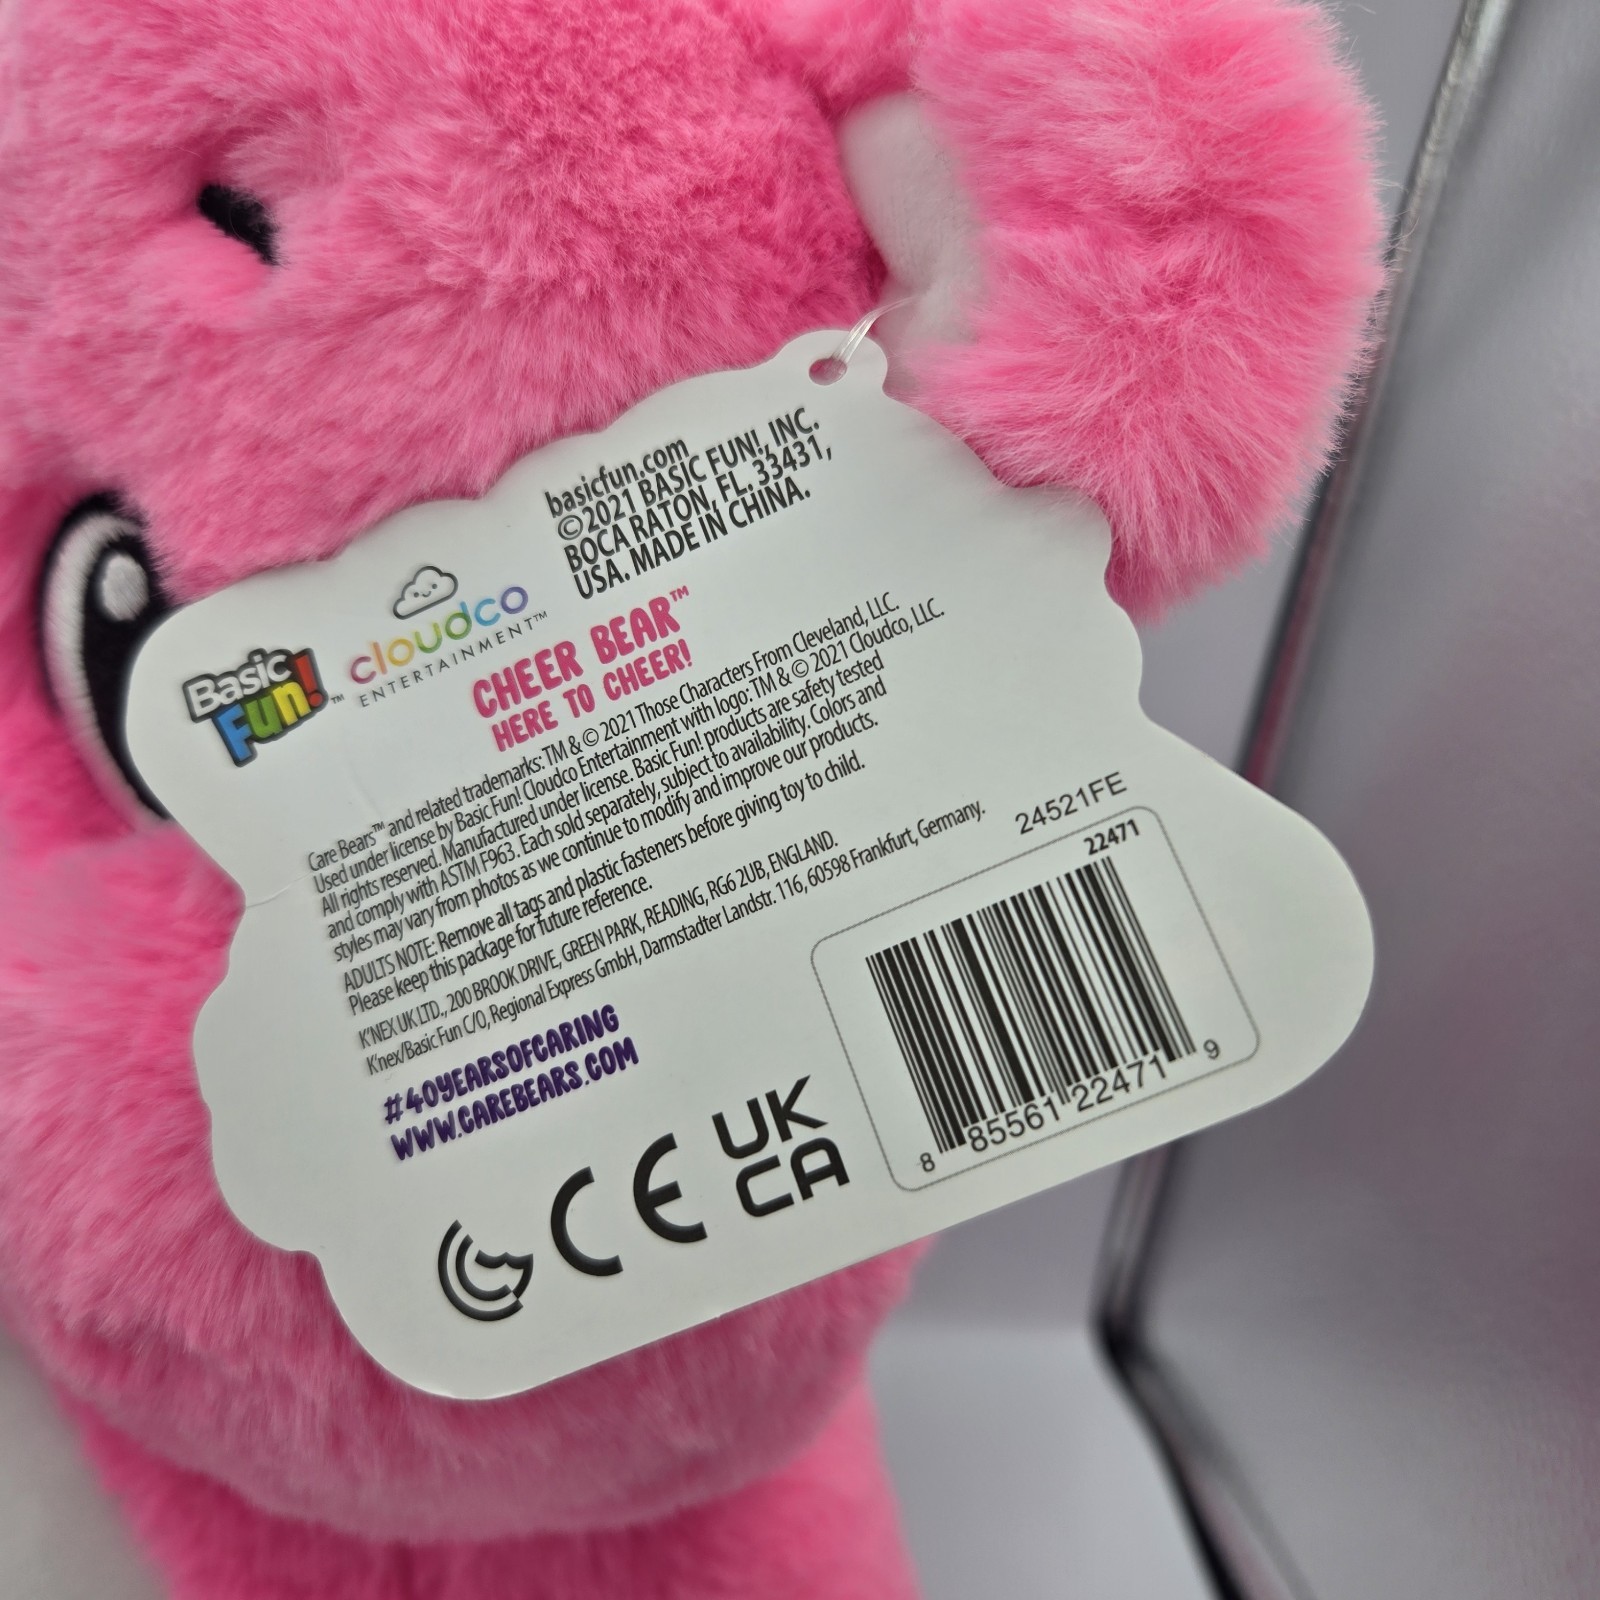 basicfun.com
©2021 BASIC FUN!, INC.
BOCA RATON, FL. 33431,
USA. MADE IN CHINA.
Basic
Fun!™
cloudco
ENTERTAINMENT™
CHEER BEAR™
HERE TO CHEER!
Care Bears™ and related trademarks: TM & © 2021 Those Characters From Cleveland, LLC.
Used under license by Basic Fun! Cloudco Entertainment with logo: TM & © 2021 Cloudco, LLC.
All rights reserved. Manufactured under license. Basic Fun! products are safety tested
and comply with ASTM F963. Each sold separately, subject to availability. Colors and
styles may vary from photos as we continue to modify and improve our products.
ADULTS NOTE: Remove all tags and plastic fasteners before giving toy to child.
Please keep this package for future reference.
K'NEX UK LTD., 200 BROOK DRIVE, GREEN PARK, READING, RG6 2UB, ENGLAND.
K'nex/Basic Fun C/O, Regional Express GmbH, Darmstadter Landstr. 116, 60598 Frankfurt, Germany.
#40YEARSOFCARING
WWW.CAREBEARS.COM
CE
UK
CA
24521FE
22471
8 85561 22471 9